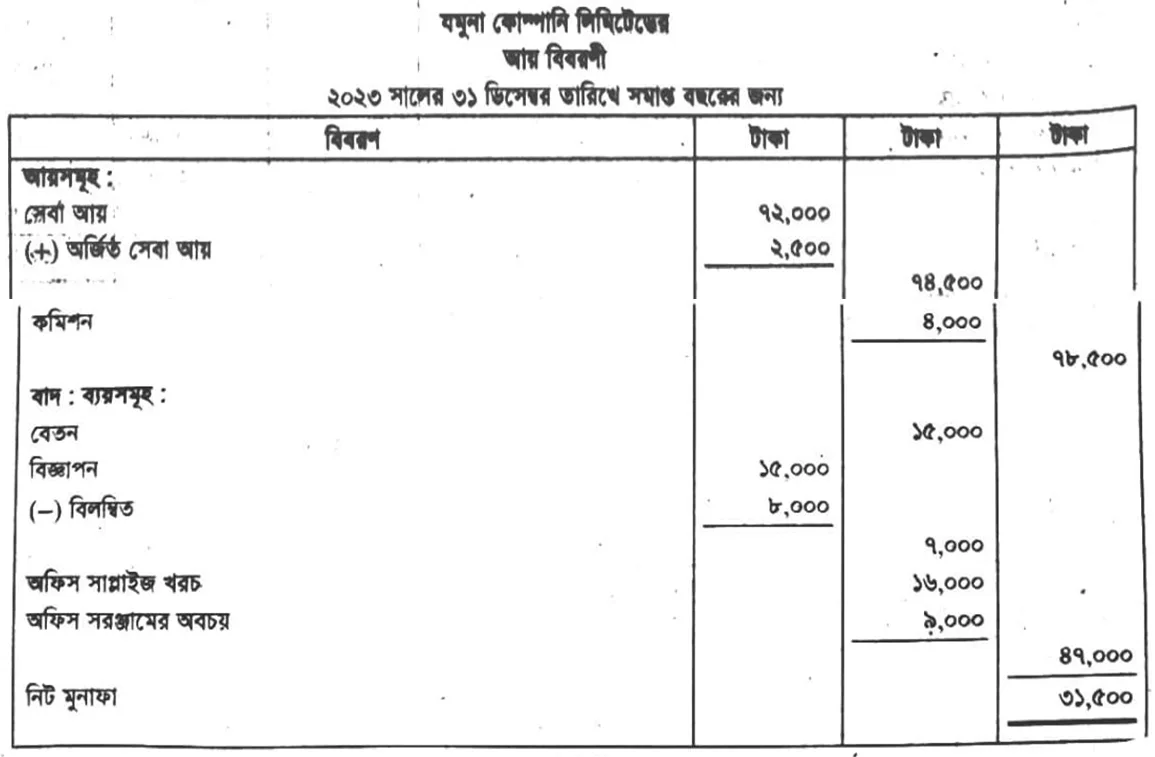 যমুনা কোম্পানি লিমিটেডের
আয় বিবরণী
২০২৩ সালের ৩১ ডিসেম্বর তারিখে সমাপ্ত বছরের জন্য
বিবরণ টাকা টাকা টাকা
আয়সমূহ :
সেবা আয় ৭২,০০০
(+) অর্জিত সেবা আয় ২,৫০০
৭৪,৫০০
কমিশন ৪,০০০
৭৮,৫০০
বাদ : ব্যয়সমূহ :
বেতন ১৫,০০০
বিজ্ঞাপন ১৫,০০০
(–) বিলম্বিত ৮,০০০
৭,০০০
অফিস সাপ্লাইজ খরচ ১৬,০০০
অফিস সরঞ্জামের অবচয় ৯,০০০
৪৭,০০০
নিট মুনাফা ৩১,৫০০